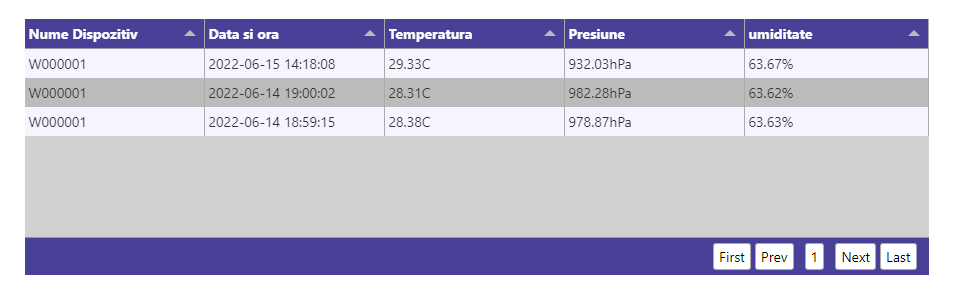 Nume Dispozitiv Data si ora Temperatura Presiune umiditate
W000001 2022-06-15 14:18:08 29.33C 932.03hPa 63.67%
W000001 2022-06-14 19:00:02 28.31C 982.28hPa 63.62%
W000001 2022-06-14 18:59:15 28.38C 978.87hPa 63.63%
First Prev 1 Next Last